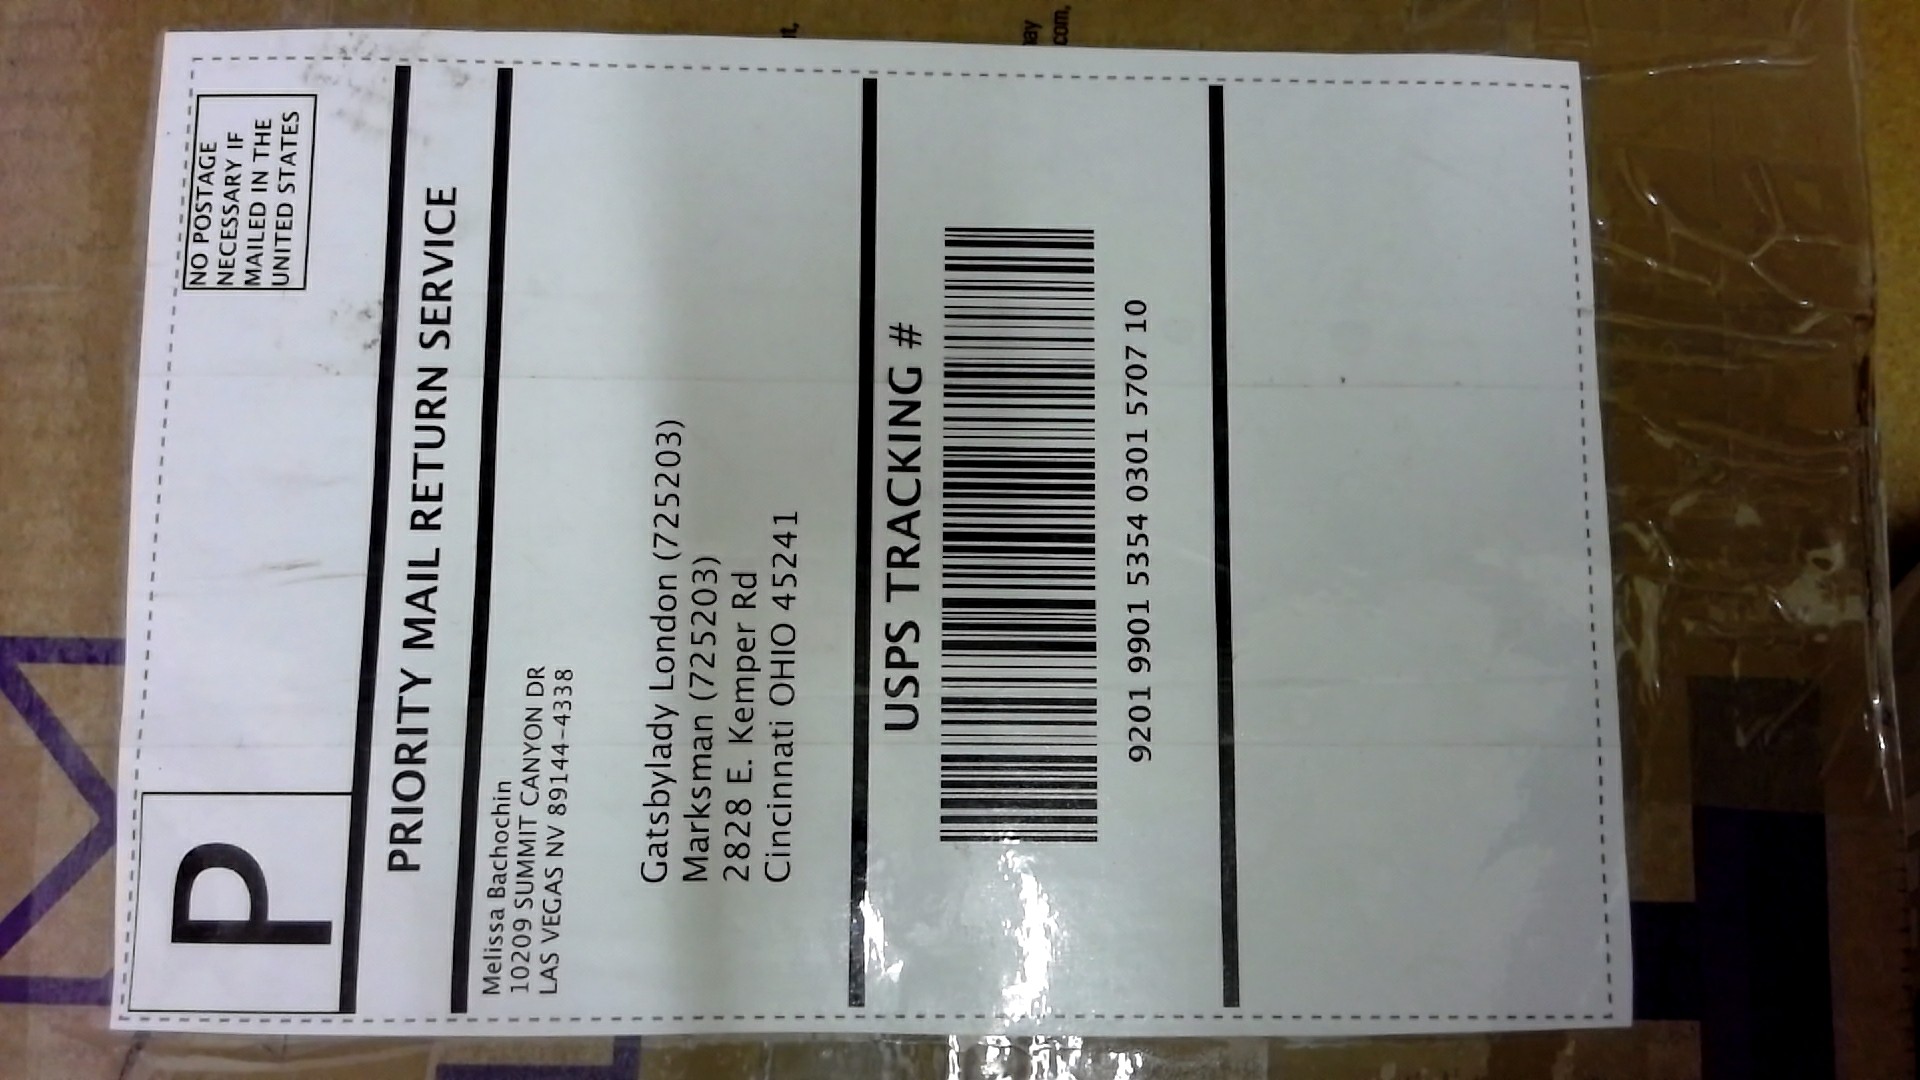 P
NO POSTAGE
NECESSARY IF
MAILED IN THE
UNITED STATES
PRIORITY MAIL RETURN SERVICE
Melissa Bachochin
10209 SUMMIT CANYON DR
LAS VEGAS NV 89144-4338
Gatsbylady London (725203)
Marksman (725203)
2828 E. Kemper Rd
Cincinnati OHIO 45241
USPS TRACKING #
9201 9901 5354 0301 5707 10